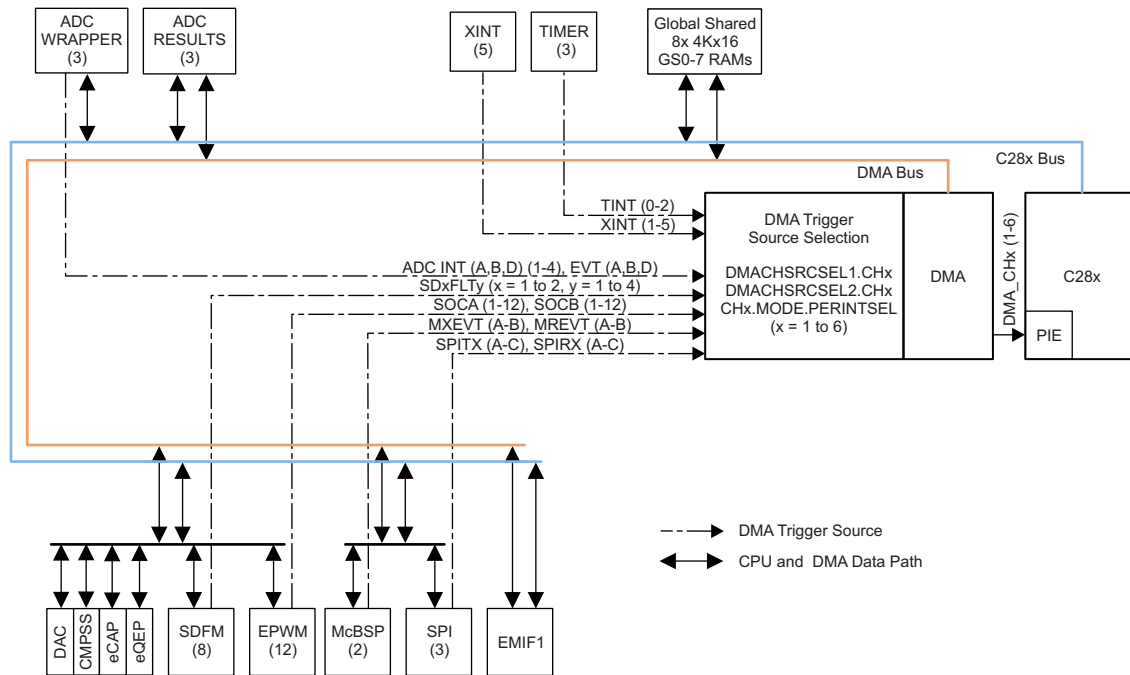 ADC
WRAPPER
(3)
ADC
RESULTS
(3)
XINT
(5)
TIMER
(3)
Global Shared
8x 4Kx16
GS0-7 RAMs
C28x Bus
DMA Bus
TINT (0-2)
XINT (1-5)
ADC INT (A,B,D) (1-4), EVT (A,B,D)
SDxFLTy (x = 1 to 2, y = 1 to 4)
SOCA (1-12), SOCB (1-12)
MXEVT (A-B), MREVT (A-B)
SPITX (A-C), SPIRX (A-C)
DMA Trigger
Source Selection
DMACHSRCSEL1.CHx
DMACHSRCSEL2.CHx
CHx.MODE.PERINTSEL
(x = 1 to 6)
DMA
DMA_CHx (1-6)
C28x
PIE
DMA Trigger Source
CPU and DMA Data Path
DAC
CMPSS
eCAP
eQEP
SDFM
(8)
EPWM
(12)
McBSP
(2)
SPI
(3)
EMIF1